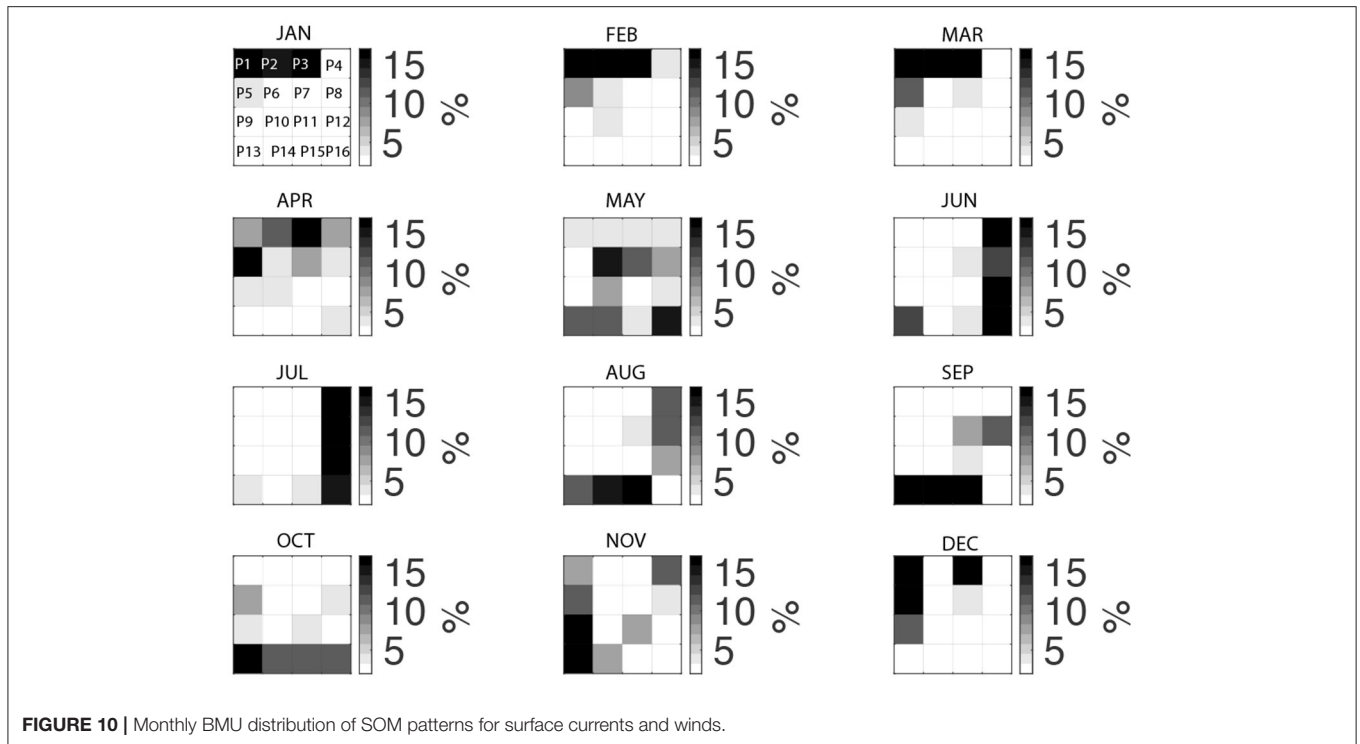 JAN FEB MAR
P1 P2 P3 P4 15 15 15
P5 P6 P7 P8 10 % 10 % 10 %
P9 P10 P11 P12 5 5 5
P13 P14 P15 P16
APR MAY JUN
15 15 15
10 % 10 % 10 %
5 5 5
JUL AUG SEP
15 15 15
10 % 10 % 10 %
5 5 5
OCT NOV DEC
15 15 15
10 % 10 % 10 %
5 5 5
FIGURE 10 | Monthly BMU distribution of SOM patterns for surface currents and winds.